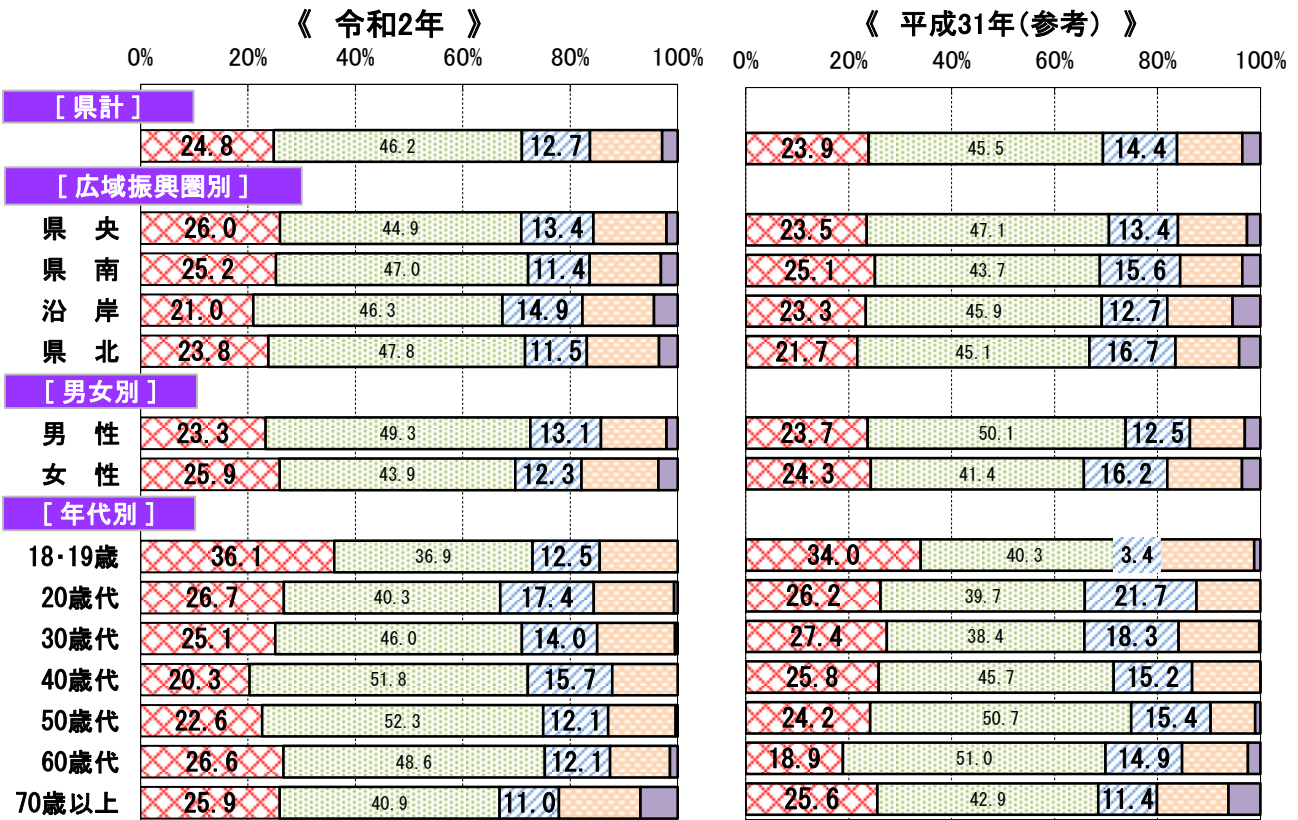 《 令和2年 》 《 平成31年（参考） 》
0% 20% 40% 60% 80% 100% 0% 20% 40% 60% 80% 100%
[ 県計 ]
24.8 46.2 12.7 23.9 45.5 14.4
[ 広域振興圏別 ]
県 央 26.0 44.9 13.4 23.5 47.1 13.4
県 南 25.2 47.0 11.4 25.1 43.7 15.6
沿 岸 21.0 46.3 14.9 23.3 45.9 12.7
県 北 23.8 47.8 11.5 21.7 45.1 16.7
[ 男女別 ]
男 性 23.3 49.3 13.1 23.7 50.1 12.5
女 性 25.9 43.9 12.3 24.3 41.4 16.2
[ 年代別 ]
18・19歳 36.1 36.9 12.5 34.0 40.3 3.4
20歳代 26.7 40.3 17.4 26.2 39.7 21.7
30歳代 25.1 46.0 14.0 27.4 38.4 18.3
40歳代 20.3 51.8 15.7 25.8 45.7 15.2
50歳代 22.6 52.3 12.1 24.2 50.7 15.4
60歳代 26.6 48.6 12.1 18.9 51.0 14.9
70歳以上 25.9 40.9 11.0 25.6 42.9 11.4